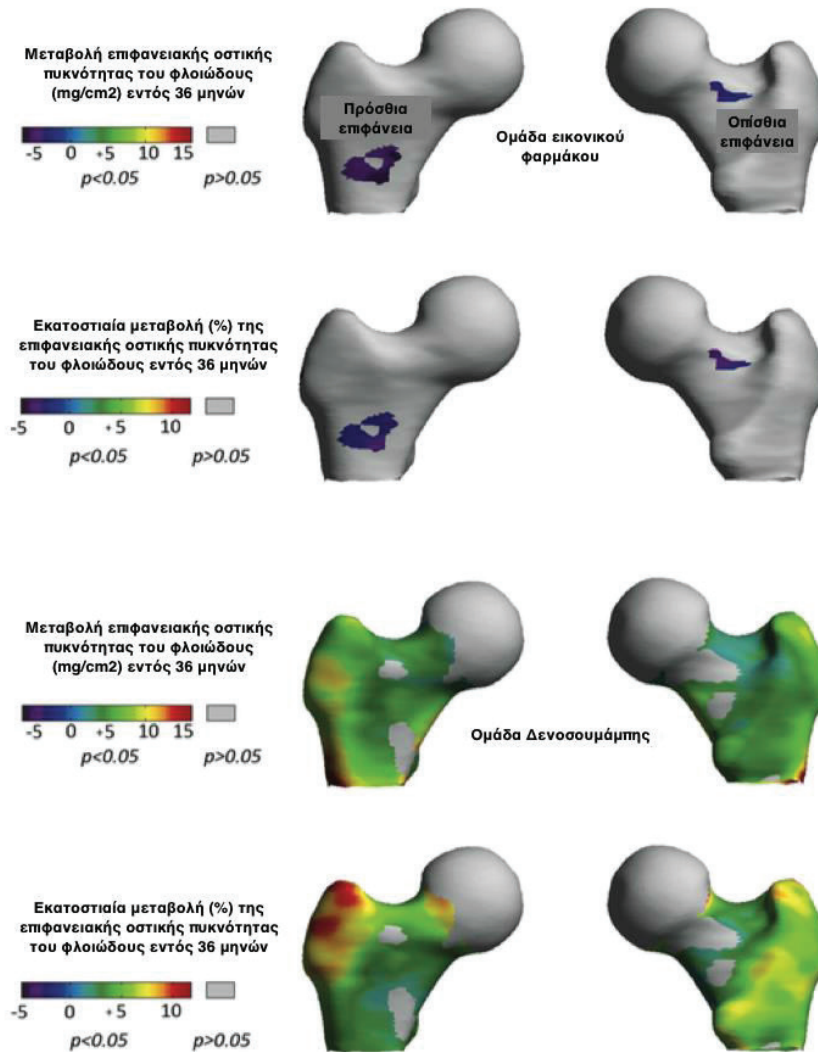 Μεταβολή επιφανειακής οστικής
πυκνότητας του φλοιώδους
(mg/cm2) εντός 36 μηνών
-5 0 +5 10 15
p<0.05 p>0.05
Πρόσθια
επιφάνεια
Ομάδα εικονικού
φαρμάκου
Οπίσθια
επιφάνεια
Εκατοστιαία μεταβολή (%) της
επιφανειακής οστικής πυκνότητας
του φλοιώδους εντός 36 μηνών
-5 0 +5 10
p<0.05 p>0.05
Μεταβολή επιφανειακής οστικής
πυκνότητας του φλοιώδους
(mg/cm2) εντός 36 μηνών
-5 0 +5 10 15
p<0.05 p>0.05
Ομάδα Δενοσουμάμπης
Εκατοστιαία μεταβολή (%) της
επιφανειακής οστικής πυκνότητας
του φλοιώδους εντός 36 μηνών
-5 0 +5 10
p<0.05 p>0.05